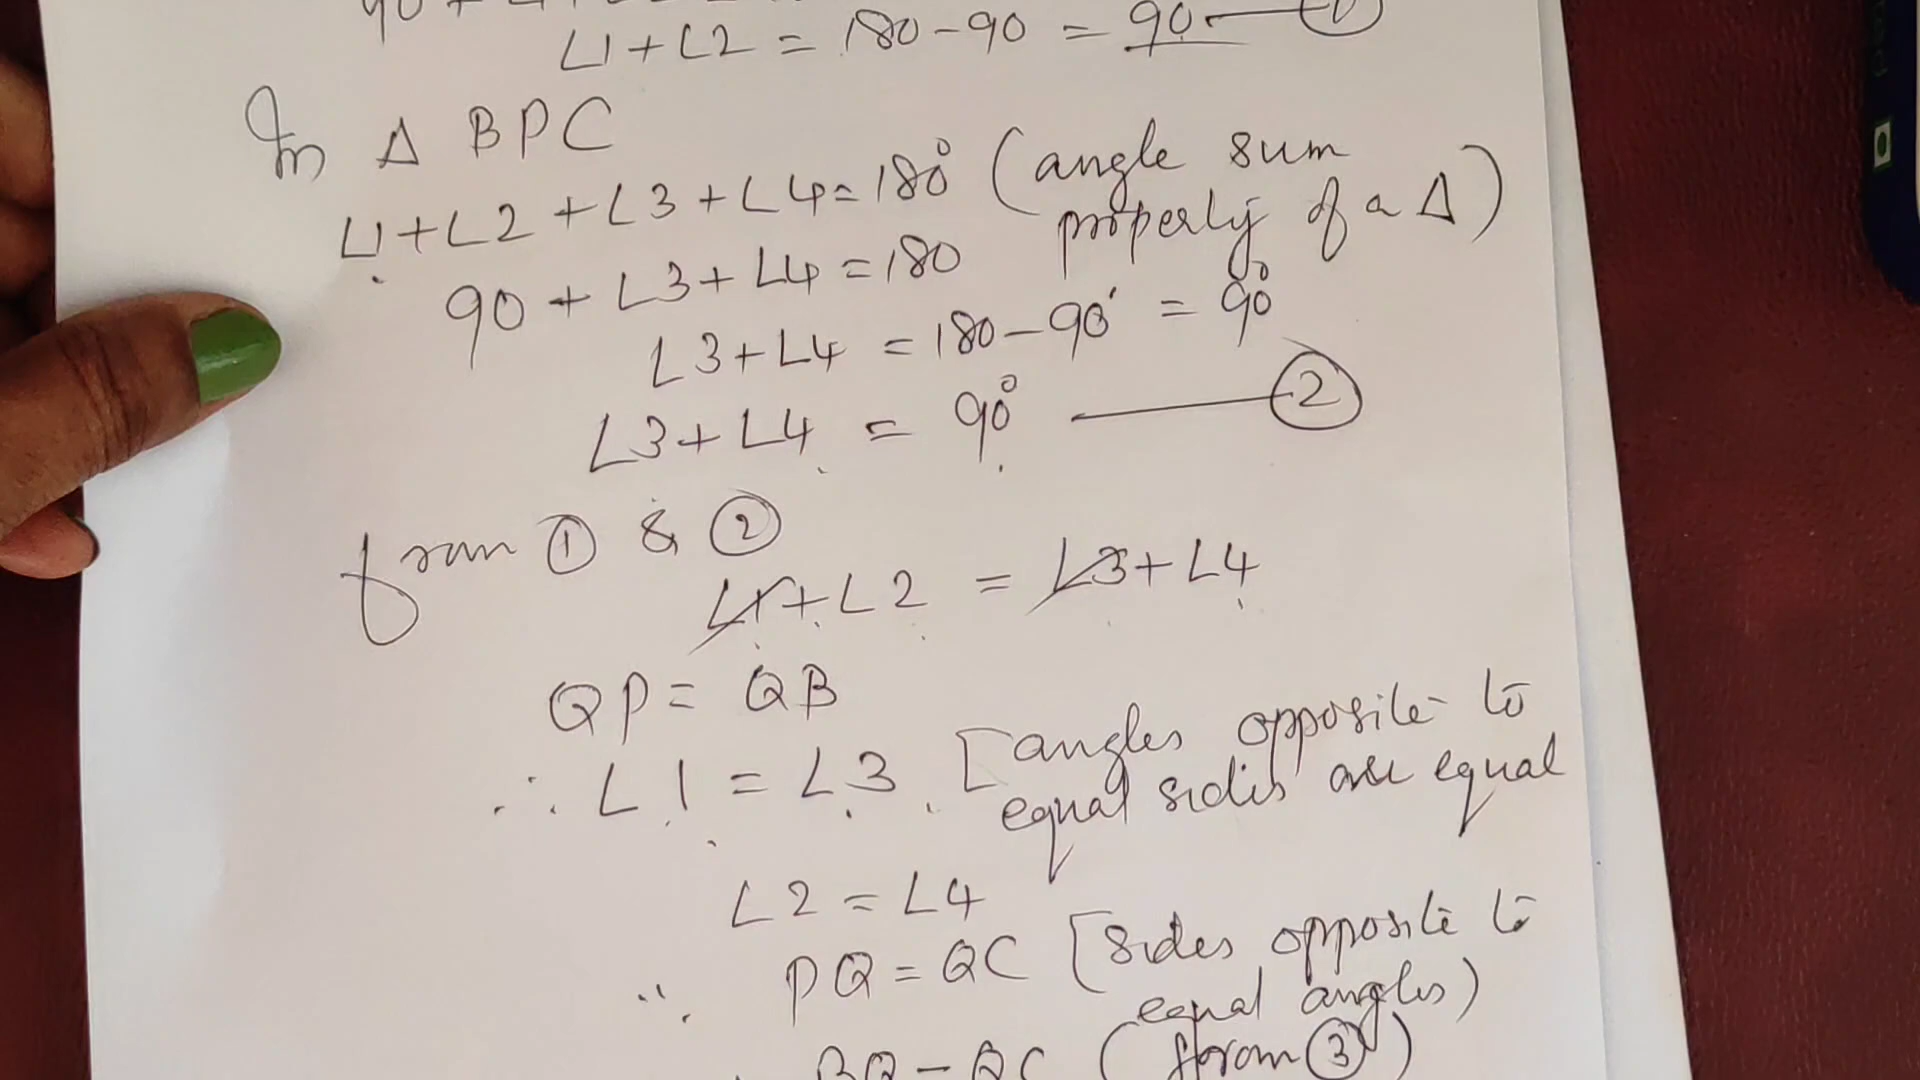 ∠1+∠2 = 180-90 = 90 — ①
In Δ BPC
∠1+∠2+∠3+∠4=180° (angle sum
property of a Δ)
90+∠3+∠4=180
∠3+∠4 = 180-90° = 90°
∠3+∠4 = 90° — ②
from ① & ②
∠1+∠2 = ∠3+∠4
QP = QB
∴ ∠1 = ∠3 [angles opposite to
equal sides are equal
∠2 = ∠4
∴ PQ = QC [sides opposite to
equal angles)
BQ = QC (from ③)